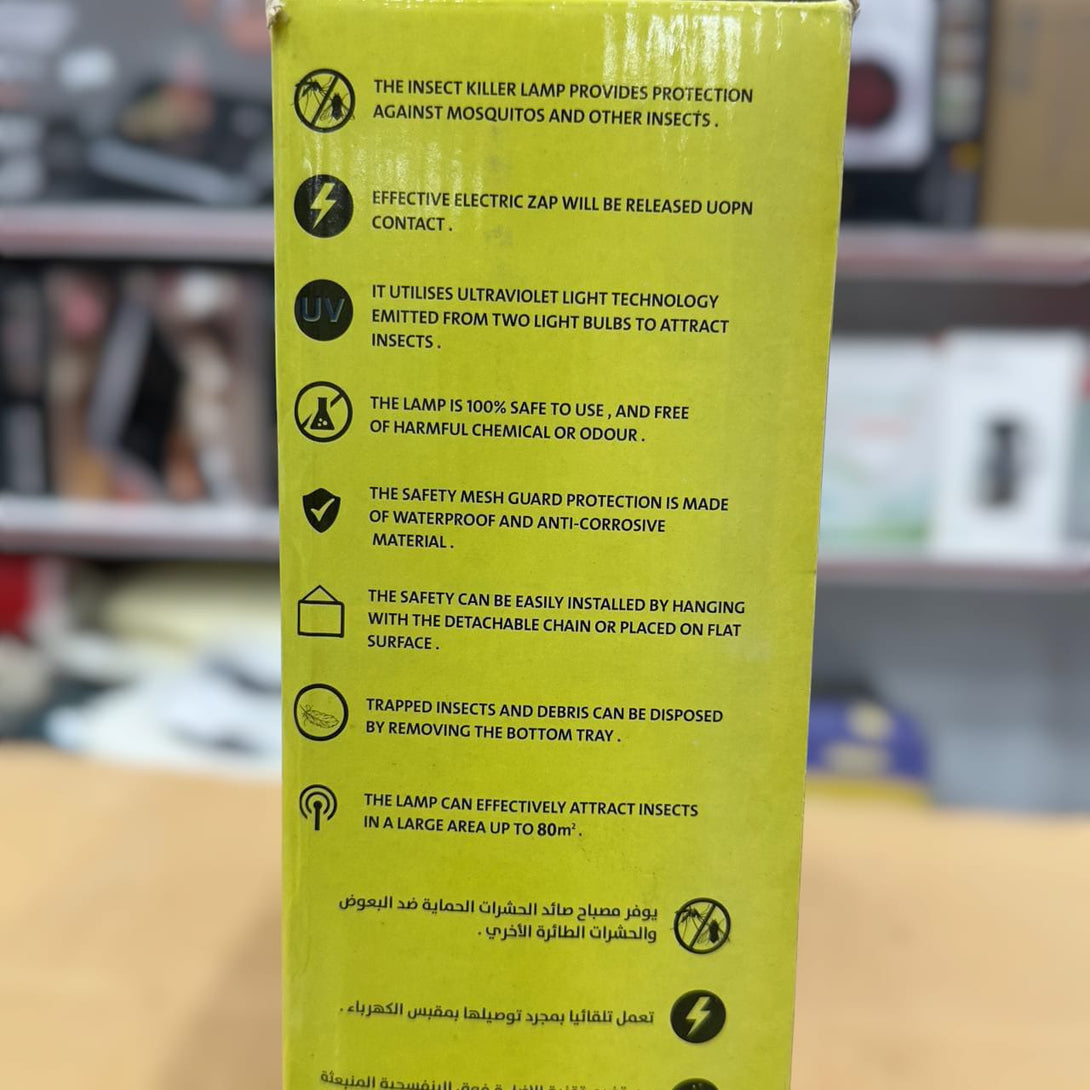 THE INSECT KILLER LAMP PROVIDES PROTECTION
AGAINST MOSQUITOS AND OTHER INSECTS .
EFFECTIVE ELECTRIC ZAP WILL BE RELEASED UOPN
CONTACT .
UV
IT UTILISES ULTRAVIOLET LIGHT TECHNOLOGY
EMITTED FROM TWO LIGHT BULBS TO ATTRACT
INSECTS .
THE LAMP IS 100% SAFE TO USE , AND FREE
OF HARMFUL CHEMICAL OR ODOUR .
THE SAFETY MESH GUARD PROTECTION IS MADE
OF WATERPROOF AND ANTI-CORROSIVE
MATERIAL .
THE SAFETY CAN BE EASILY INSTALLED BY HANGING
WITH THE DETACHABLE CHAIN OR PLACED ON FLAT
SURFACE .
TRAPPED INSECTS AND DEBRIS CAN BE DISPOSED
BY REMOVING THE BOTTOM TRAY .
THE LAMP CAN EFFECTIVELY ATTRACT INSECTS
IN A LARGE AREA UP TO 80m² .
يوفر مصباح صائد الحشرات الحماية ضد البعوض
والحشرات الطائرة الأخري .
تعمل تلقائيا بمجرد توصيلها بمقبس الكهرباء .
فوق البنفسجية المنبعثة